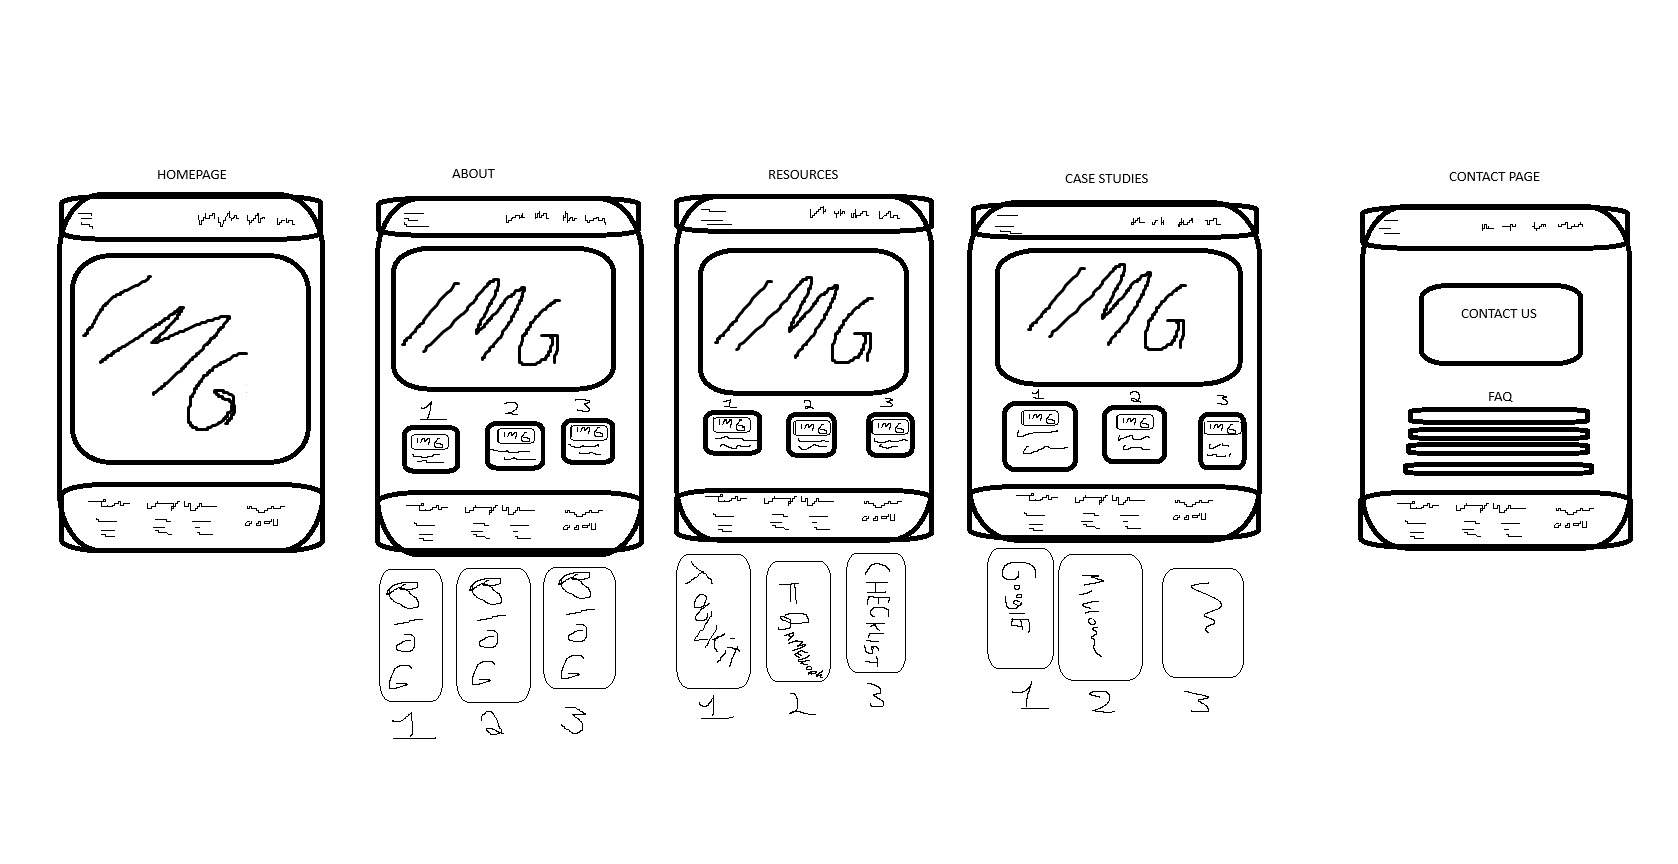 HOMEPAGE
ABOUT
RESOURCES
CASE STUDIES
CONTACT PAGE
IMG
IMG
IMG
IMG
CONTACT US
1 2 3
IMG IMG IMG
1 2 3
IMG IMG IMG
1 2 3
IMG IMG IMG
FAQ
BlOG
BlOG
BlOG
TOOLKIT
FRAMEWORK
CHECKLIST
GOOGlE
1 2 3
1 2 3
1 2 3